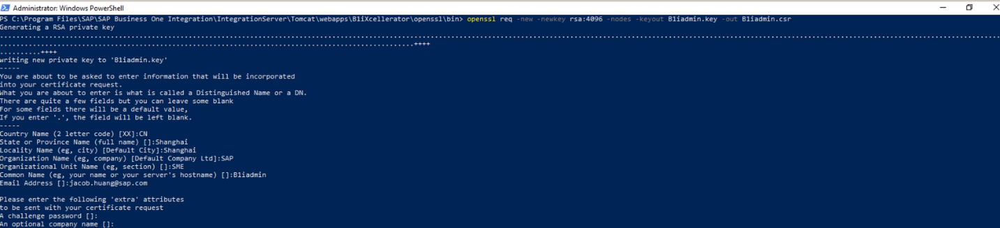 Administrator: Windows PowerShell
PS C:\Program Files\SAP\SAP Business One Integration\IntegrationServer\Tomcat\webapps\B1iXcellerator\openssl\bin> openssl req -new -newkey rsa:4096 -nodes -keyout B1iadmin.key -out B1iadmin.csr
Generating a RSA private key
................................................................................................................................................................................................................................................
....................................................................................................++++
..........++++
writing new private key to 'B1iadmin.key'
-----
You are about to be asked to enter information that will be incorporated
into your certificate request.
What you are about to enter is what is called a Distinguished Name or a DN.
There are quite a few fields but you can leave some blank
For some fields there will be a default value,
If you enter '.', the field will be left blank.
-----
Country Name (2 letter code) [XX]:CN
State or Province Name (full name) []:Shanghai
Locality Name (eg, city) [Default City]:Shanghai
Organization Name (eg, company) [Default Company Ltd]:SAP
Organizational Unit Name (eg, section) []:SME
Common Name (eg, your name or your server's hostname) []:B1iadmin
Email Address []:jacob.huang@sap.com
Please enter the following 'extra' attributes
to be sent with your certificate request
A challenge password []:
An optional company name []: